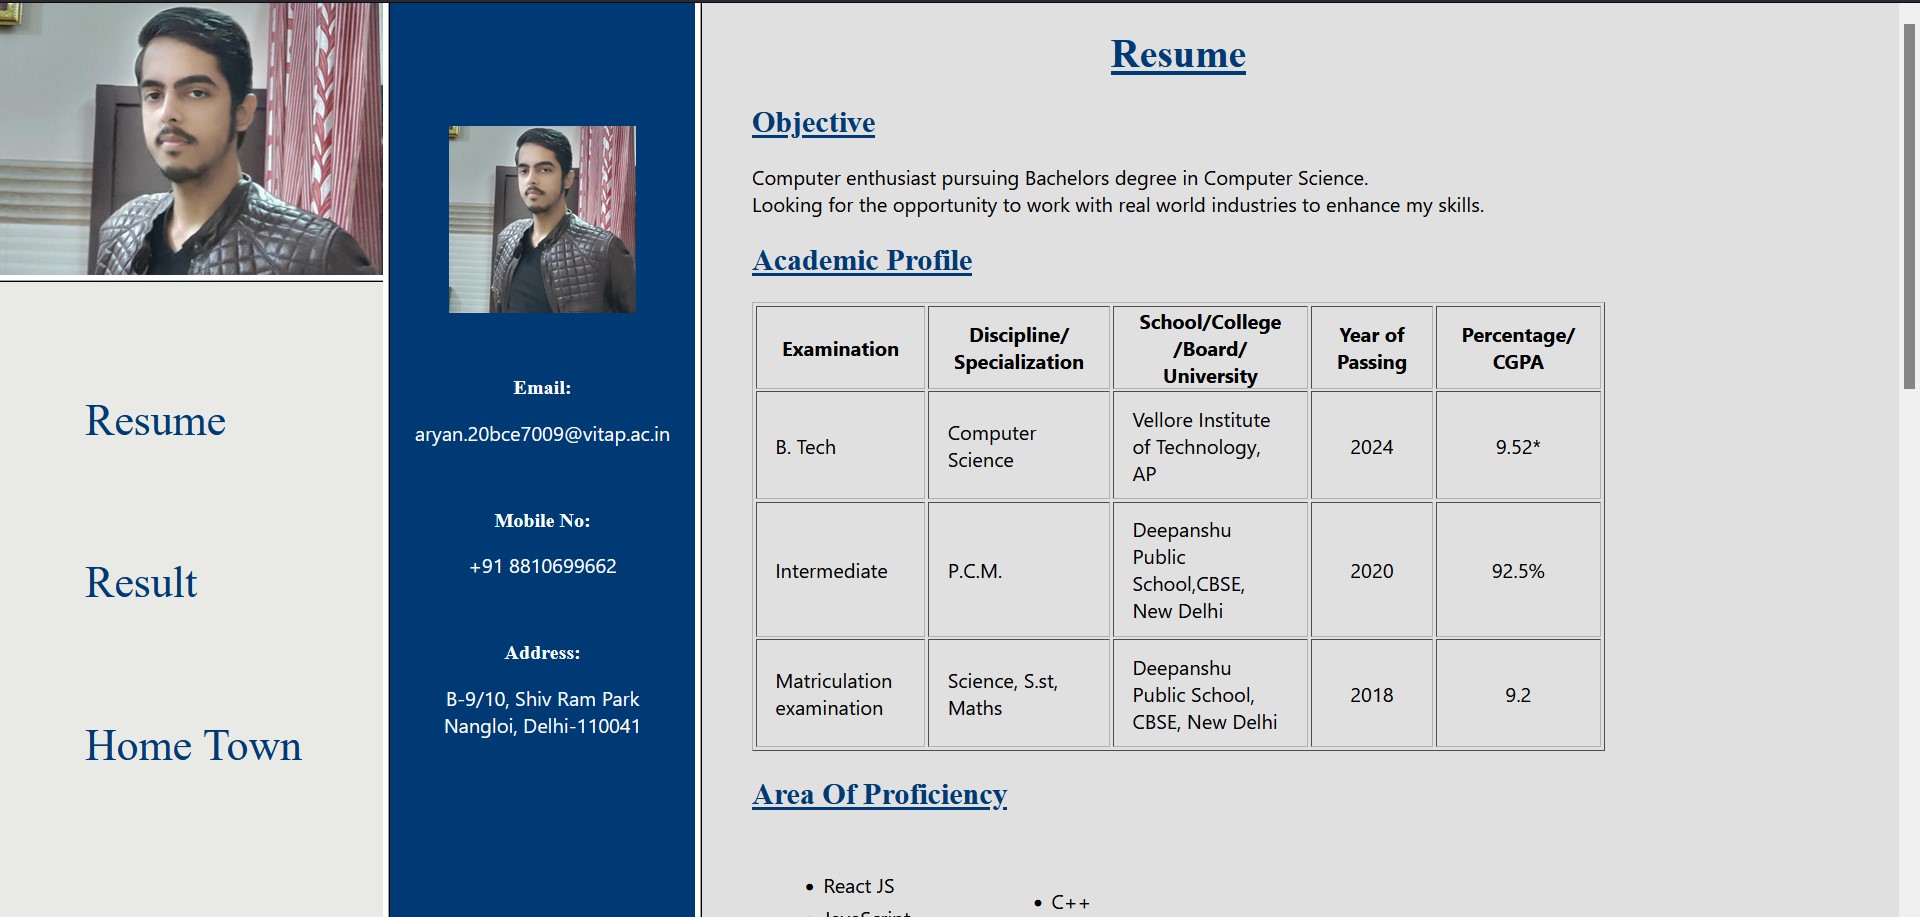 Resume
Result
Home Town
Email:
aryan.20bce7009@vitap.ac.in
Mobile No:
+91 8810699662
Address:
B-9/10, Shiv Ram Park
Nangloi, Delhi-110041
Resume
Objective
Computer enthusiast pursuing Bachelors degree in Computer Science.
Looking for the opportunity to work with real world industries to enhance my skills.
Academic Profile
Examination
Discipline/
Specialization
School/College
/Board/
University
Year of
Passing
Percentage/
CGPA
B. Tech
Computer
Science
Vellore Institute
of Technology,
AP
2024
9.52*
Intermediate
P.C.M.
Deepanshu
Public
School,CBSE,
New Delhi
2020
92.5%
Matriculation
examination
Science, S.st,
Maths
Deepanshu
Public School,
CBSE, New Delhi
2018
9.2
Area Of Proficiency
• React JS
• JavaScript
• C++